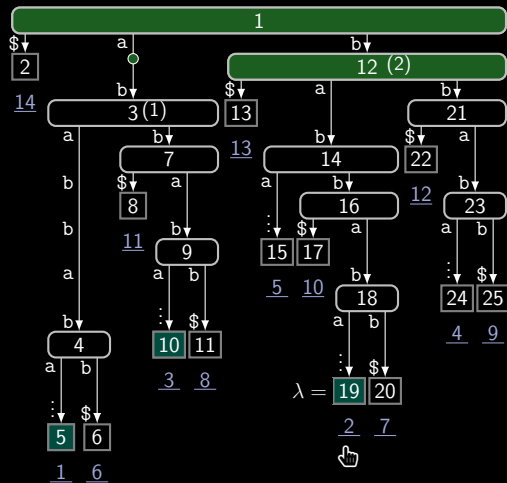 1
$ a b
2 12 (2)
14 b $ a b
3 (1) 13 21
a b 13 b $ a
7 14 22
b $ a b 12 b
8 16 23
b 11 b ⋮ $ a a b
9 15 17 ⋮ $
a a b 5 10 b 24 25
⋮ $ 18 4 9
b 10 11 a b
4 3 8 ⋮ $
a b λ = 19 20
⋮ $ 2 7
5 6
1 6